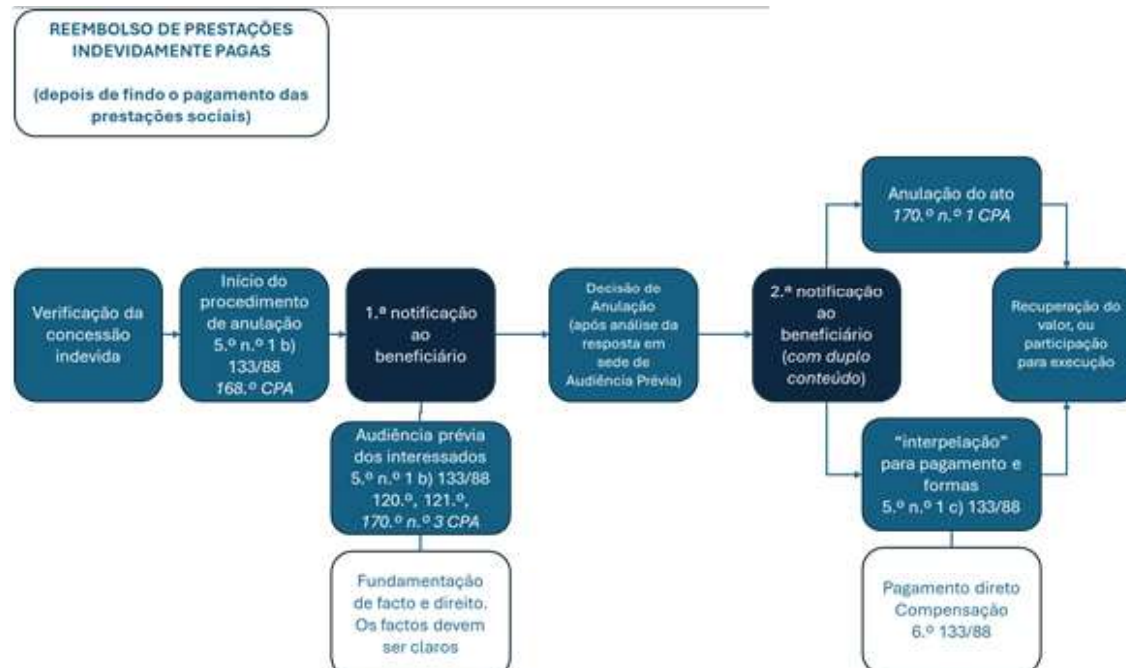 REEMBOLSO DE PRESTAÇÕES
INDEVIDAMENTE PAGAS
(depois de findo o pagamento das
prestações sociais)
Verificação da
concessão
indevida
Início do
procedimento
de anulação
5.º n.º 1 b)
133/88
168.º CPA
1.ª notificação
ao
beneficiário
Audiência prévia
dos interessados
5.º n.º 1 b) 133/88
120.º, 121.º,
170.º n.º 3 CPA
Fundamentação
de facto e direito.
Os factos devem
ser claros
Decisão de
Anulação
(após análise da
resposta em
sede de
Audiência Prévia)
2.ª notificação
ao
beneficiário
(com duplo
conteúdo)
Anulação do ato
170.º n.º 1 CPA
"interpelação"
para pagamento e
formas
5.º n.º 1 c) 133/88
Pagamento direto
Compensação
6.º 133/88
Recuperação do
valor, ou
participação
para execução